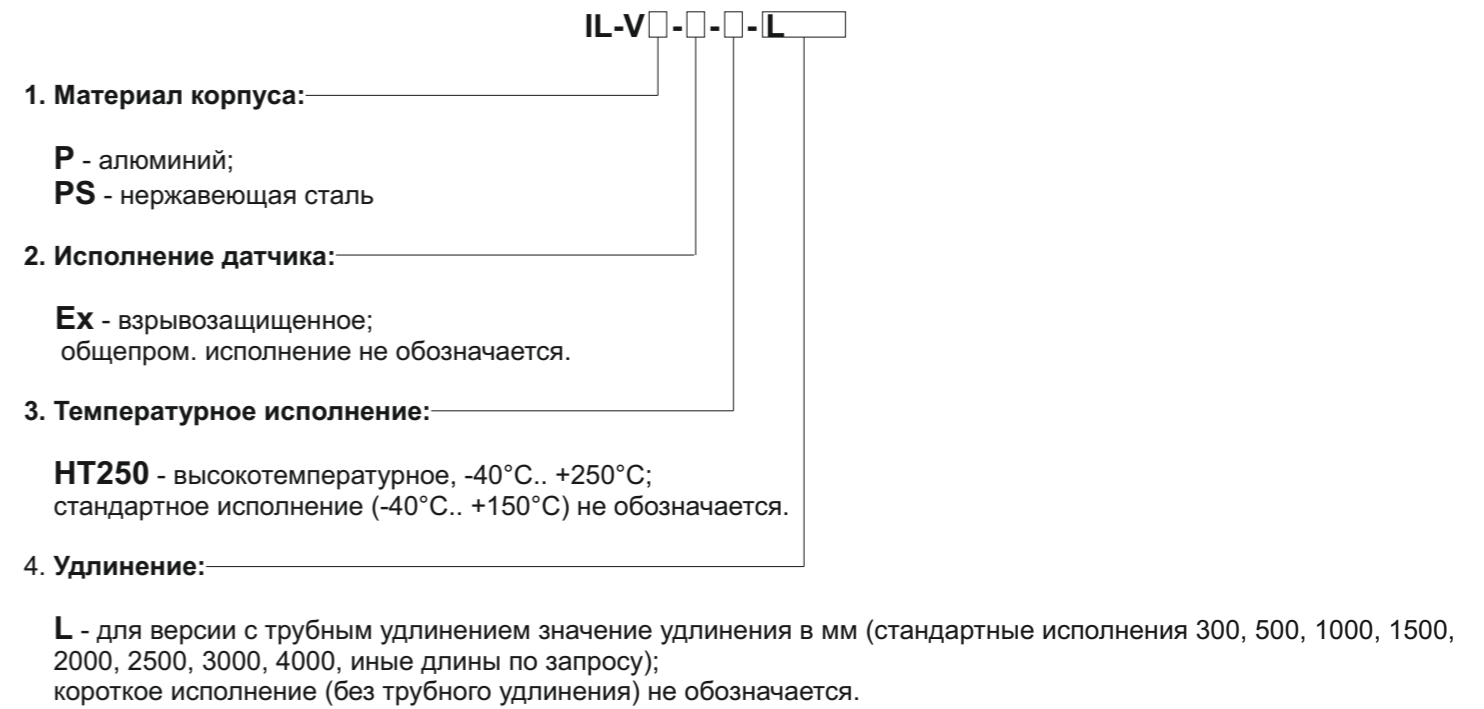 IL-V□-□-□-L
1. Материал корпуса:
P - алюминий;
PS - нержавеющая сталь
2. Исполнение датчика:
Ex - взрывозащищенное;
общепром. исполнение не обозначается.
3. Температурное исполнение:
HT250 - высокотемпературное, -40°C.. +250°C;
стандартное исполнение (-40°C.. +150°C) не обозначается.
4. Удлинение:
L - для версии с трубным удлинением значение удлинения в мм (стандартные исполнения 300, 500, 1000, 1500,
2000, 2500, 3000, 4000, иные длины по запросу);
короткое исполнение (без трубного удлинения) не обозначается.